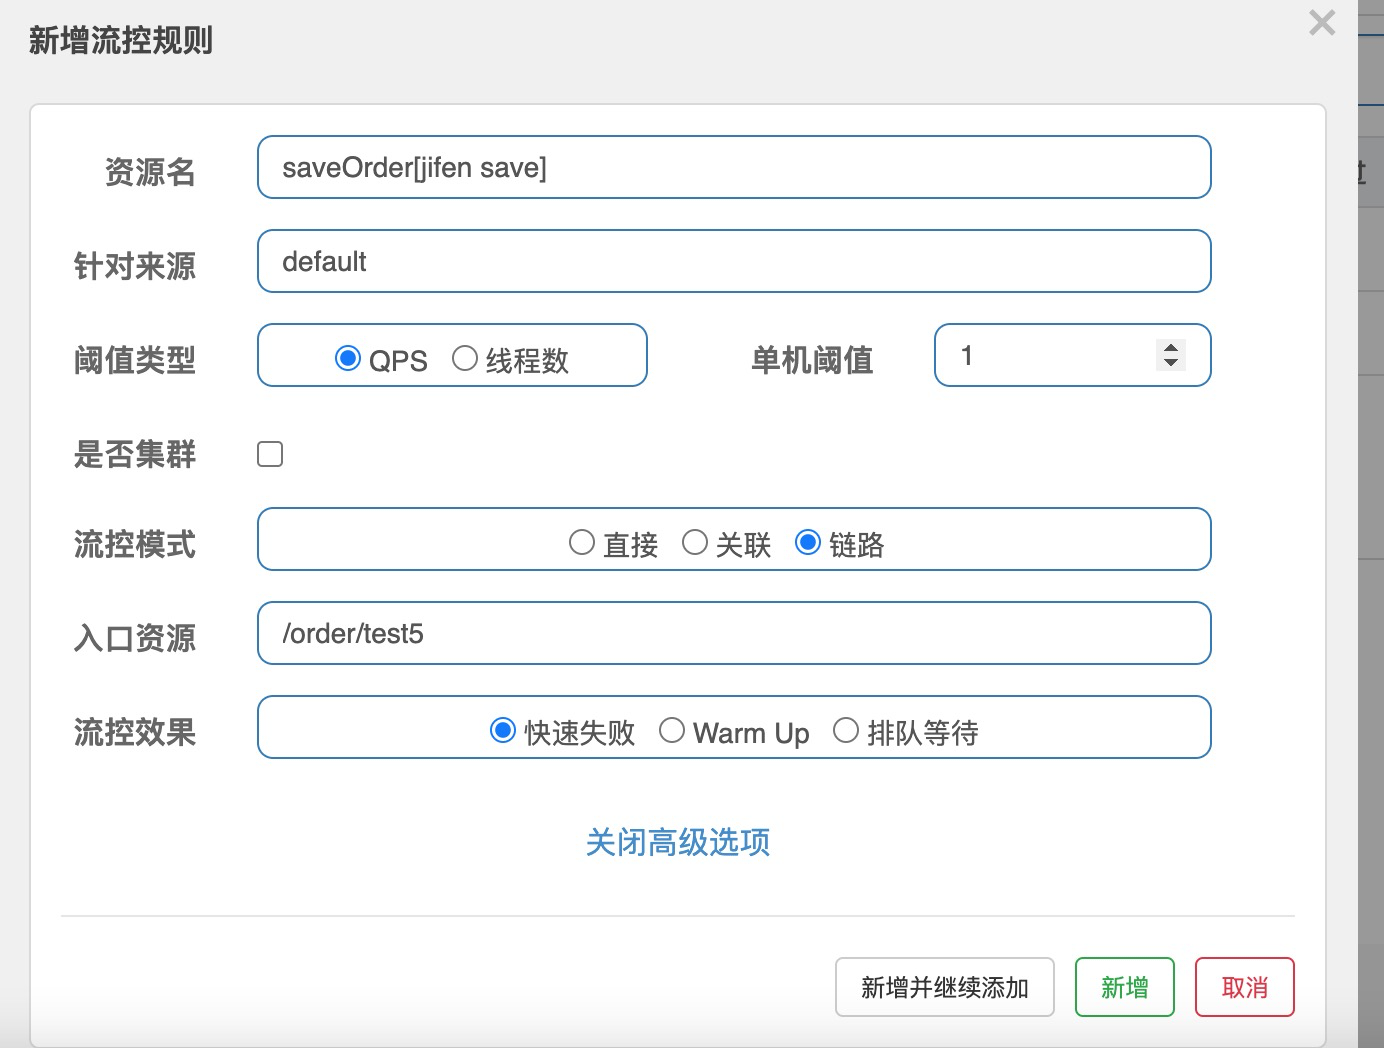 新增流控规则
×
资源名 saveOrder[jifen save]
针对来源 default
阈值类型 QPS 线程数 单机阈值 1
是否集群
流控模式 直接 关联 链路
入口资源 /order/test5
流控效果 快速失败 Warm Up 排队等待
关闭高级选项
新增并继续添加 新增 取消